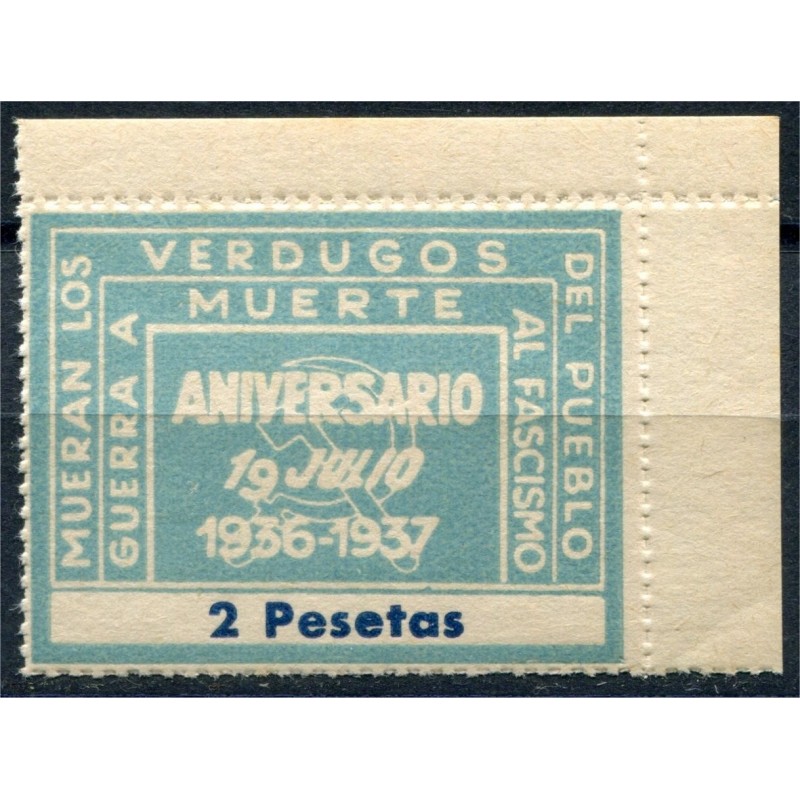 MUERAN LOS
VERDUGOS
DEL PUEBLO
GUERRA A
MUERTE
AL FASCISMO
ANIVERSARIO
19 JULIO
1936-1937
2 Pesetas